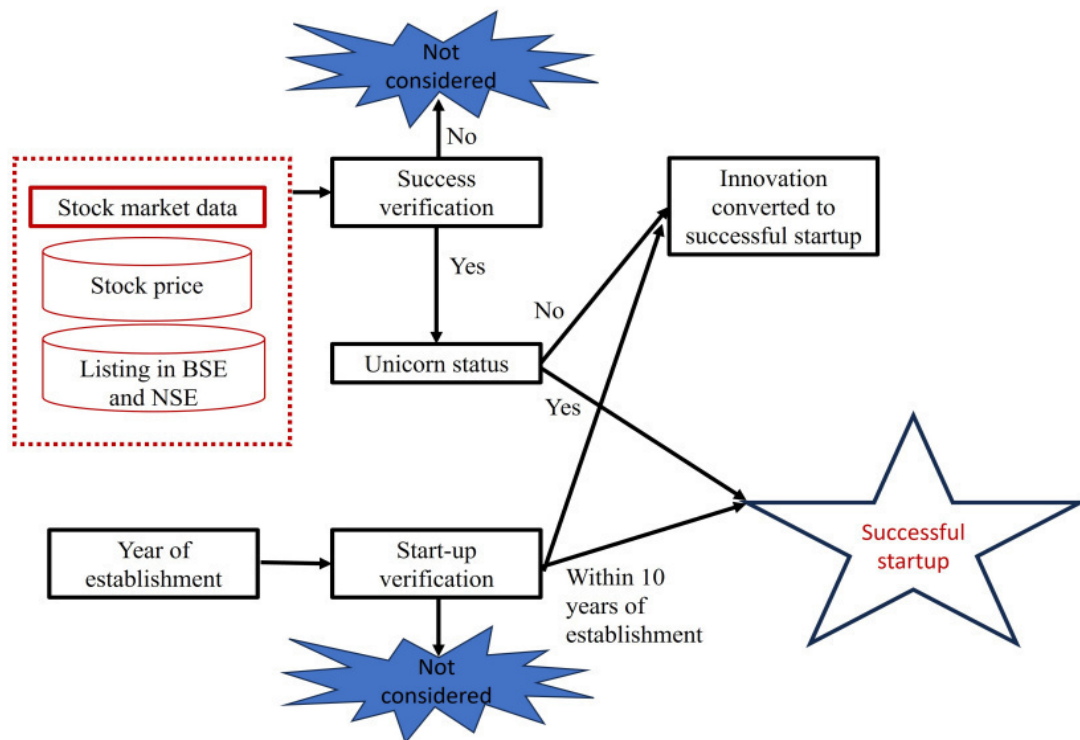 Not
considered
No
Success
verification
Innovation
converted to
successful startup
Stock market data
Stock price
Yes
No
Listing in BSE
and NSE
Unicorn status
Yes
Successful
startup
Year of
establishment
Start-up
verification
Within 10
years of
establishment
Not
considered